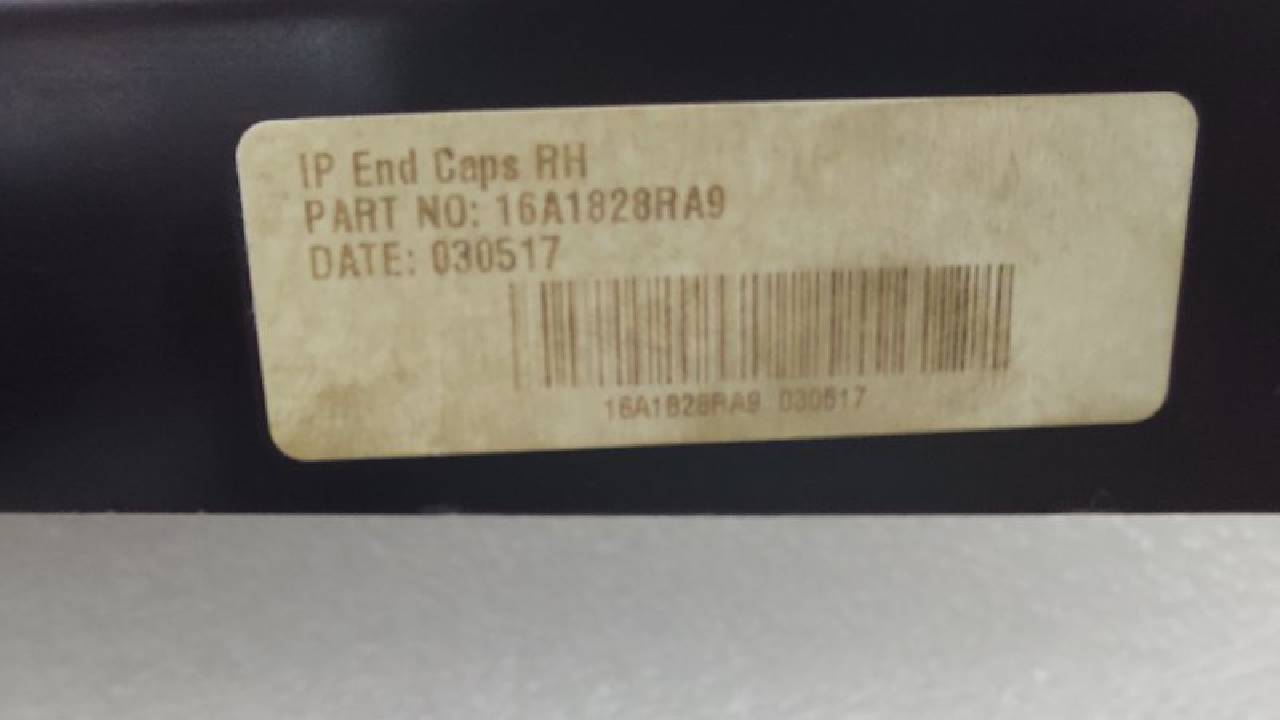 IP End Caps RH
PART NO: 16A1828RA9
DATE: 030517
16A1828RA9 030517